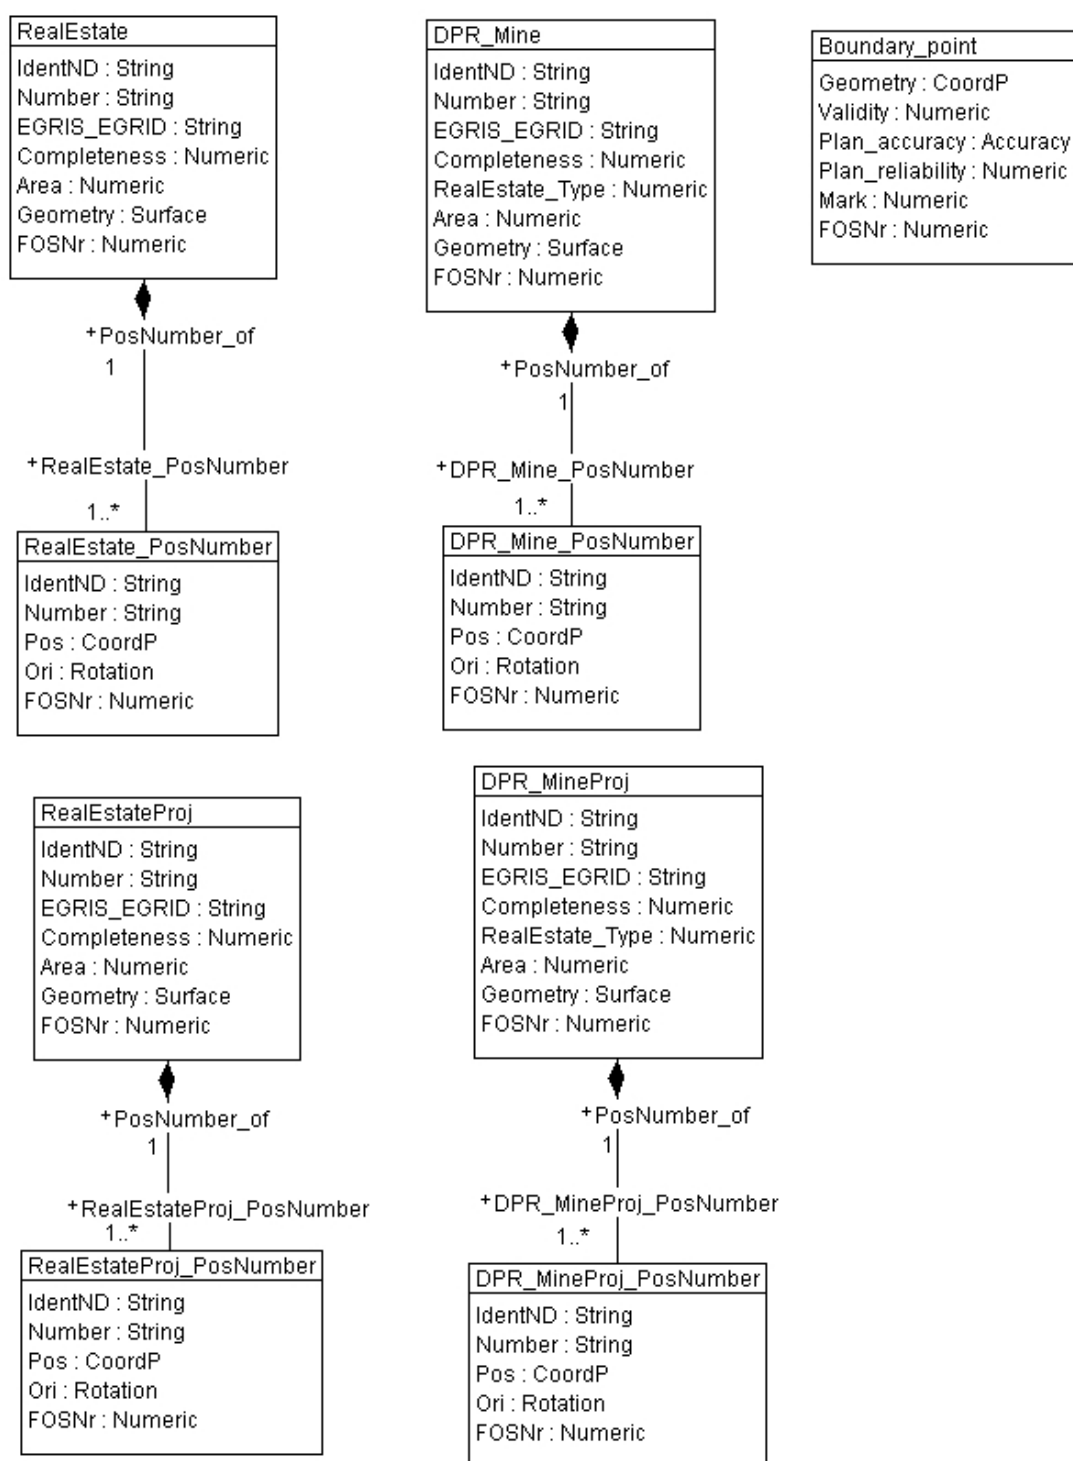 RealEstate
IdentND : String
Number : String
EGRIS_EGRID : String
Completeness : Numeric
Area : Numeric
Geometry : Surface
FOSNr : Numeric
+PosNumber_of
1
+RealEstate_PosNumber
1..*
RealEstate_PosNumber
IdentND : String
Number : String
Pos : CoordP
Ori : Rotation
FOSNr : Numeric
DPR_Mine
IdentND : String
Number : String
EGRIS_EGRID : String
Completeness : Numeric
RealEstate_Type : Numeric
Area : Numeric
Geometry : Surface
FOSNr : Numeric
+PosNumber_of
1
+DPR_Mine_PosNumber
1..*
DPR_Mine_PosNumber
IdentND : String
Number : String
Pos : CoordP
Ori : Rotation
FOSNr : Numeric
Boundary_point
Geometry : CoordP
Validity : Numeric
Plan_accuracy : Accuracy
Plan_reliability : Numeric
Mark : Numeric
FOSNr : Numeric
RealEstateProj
IdentND : String
Number : String
EGRIS_EGRID : String
Completeness : Numeric
Area : Numeric
Geometry : Surface
FOSNr : Numeric
+PosNumber_of
1
+RealEstateProj_PosNumber
1..*
RealEstateProj_PosNumber
IdentND : String
Number : String
Pos : CoordP
Ori : Rotation
FOSNr : Numeric
DPR_MineProj
IdentND : String
Number : String
EGRIS_EGRID : String
Completeness : Numeric
RealEstate_Type : Numeric
Area : Numeric
Geometry : Surface
FOSNr : Numeric
+PosNumber_of
1
+DPR_MineProj_PosNumber
1..*
DPR_MineProj_PosNumber
IdentND : String
Number : String
Pos : CoordP
Ori : Rotation
FOSNr : Numeric